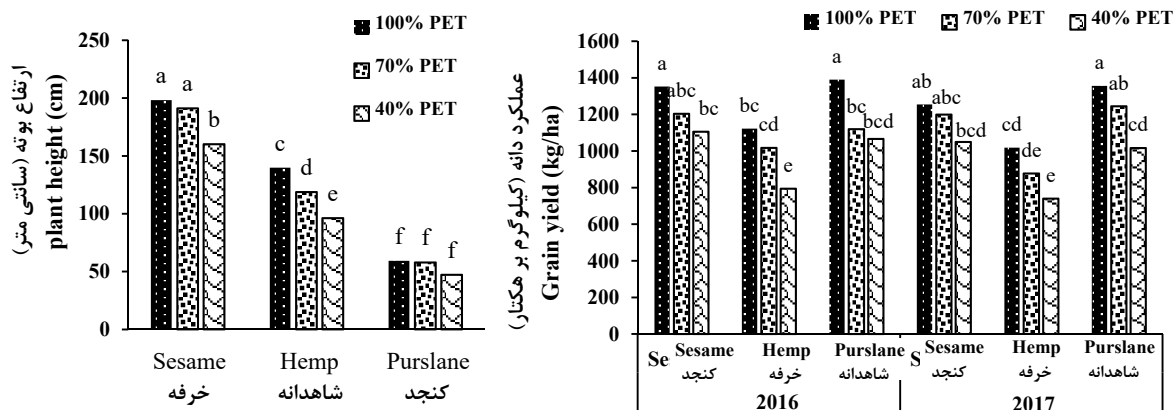 100% PET
70% PET
40% PET
ارتفاع بوته (سانتی متر)
plant height (cm)
250
200
150
100
50
0
a a b
c d e
f f f
Sesame Hemp Purslane
خرفه شاهدانه کنجد
100% PET 70% PET 40% PET
عملکرد دانه (کیلوگرم بر هکتار)
Grain yield (kg/ha)
1600
1400
1200
1000
800
600
400
200
0
a abc bc
bc cd e
a bc bcd
ab abc bcd
cd de e
a ab cd
Se Sesame Hemp Purslane S Sesame Hemp Purslane
کنجد خرفه شاهدانه کنجد خرفه شاهدانه
2016 2017